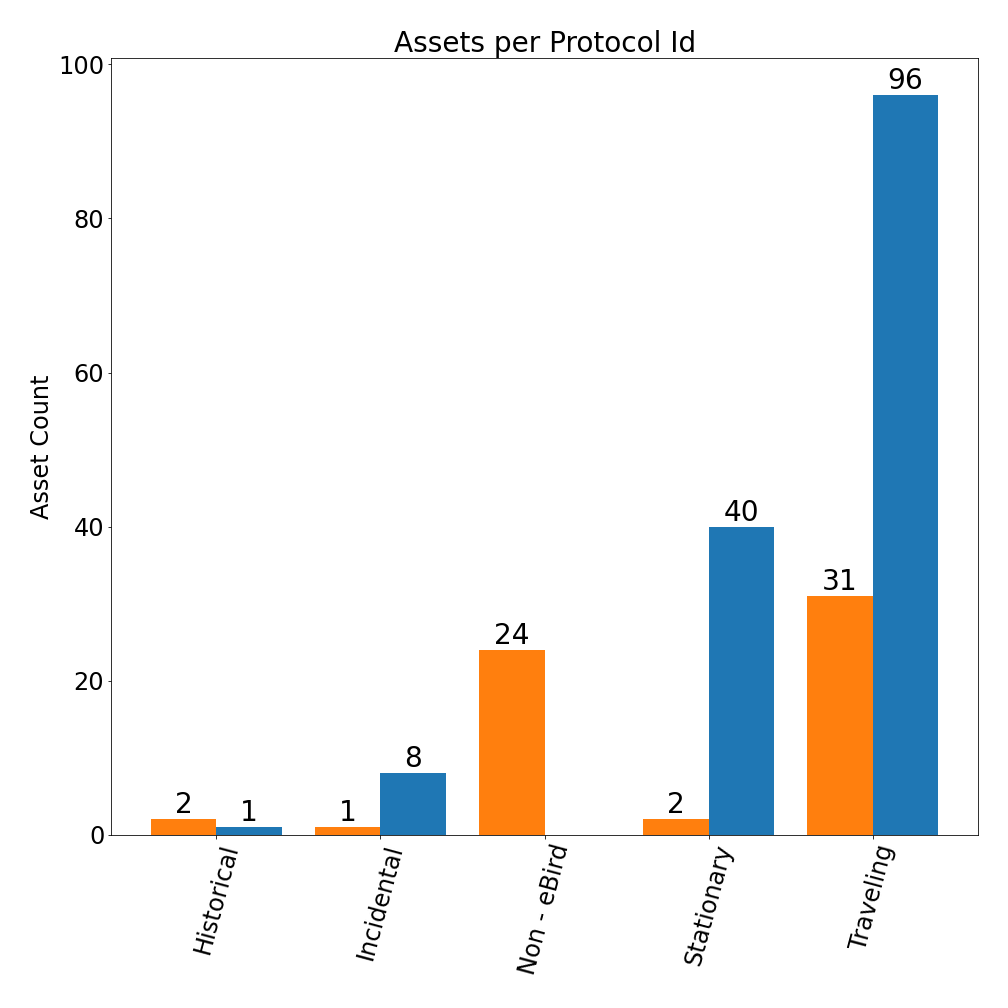 Assets per Protocol Id
100
80
60
40
20
0
Asset Count
2
1
1
8
24
2
40
31
96
Historical
Incidental
Non - eBird
Stationary
Traveling